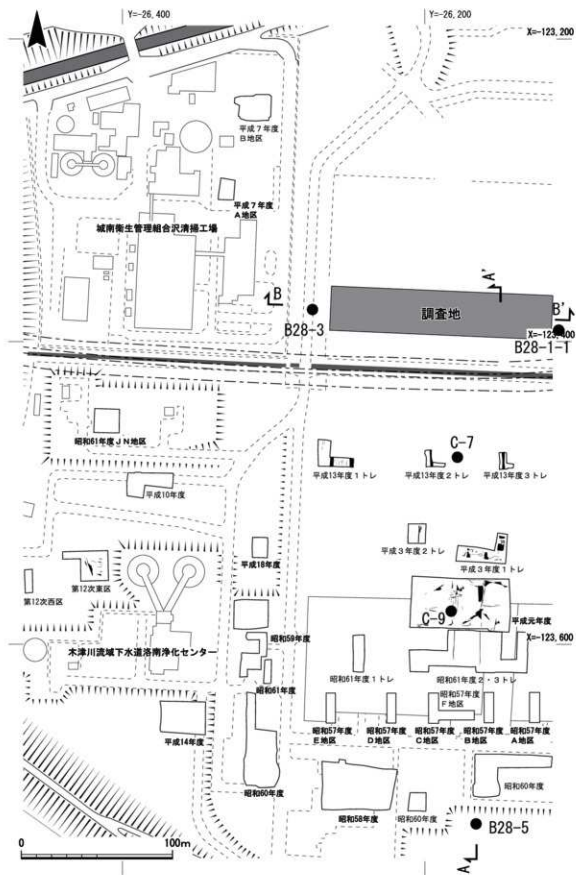 Y=-26, 400
Y=-26, 200
X=-123, 200
平成７年度
B地区
平成７年度
A地区
城南衛生管理組合沢清掃工場
A'
B
調査地
B'
B28-3
X=-123, 400
B28-1-1
昭和61年度ＪＮ地区
C-7
平成13年度１トレ
平成13年度２トレ
平成13年度３トレ
平成10年度
平成３年度２トレ
平成３年度１トレ
平成18年度
第12次西区
第12次東区
C-9
平成元年度
X=-123, 600
木津川流域下水道洛南浄化センター
昭和59年度
昭和61年度１トレ
昭和61年度２・３トレ
昭和61年度
昭和57年度
F地区
昭和57年度
E地区
昭和57年度
D地区
昭和57年度
C地区
昭和57年度
B地区
昭和57年度
A地区
平成14年度
昭和60年度
昭和58年度
昭和60年度
昭和60年度
B28-5
A
0
100m